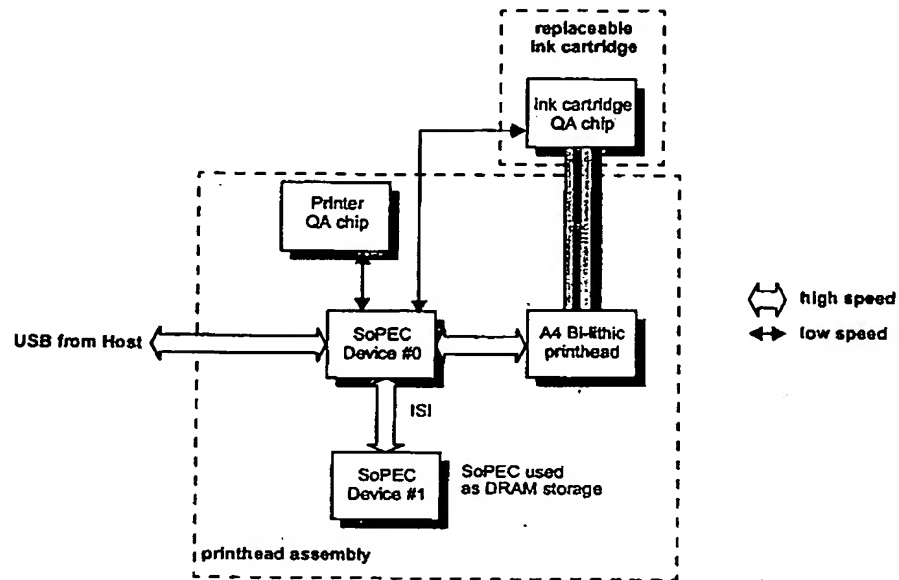 replaceable
ink cartridge
Ink cartridge
QA chip
Printer
QA chip
USB from Host
SoPEC
Device #0
A4 Bi-lithic
printhead
high speed
low speed
ISI
SoPEC
Device #1
SoPEC used
as DRAM storage
printhead assembly